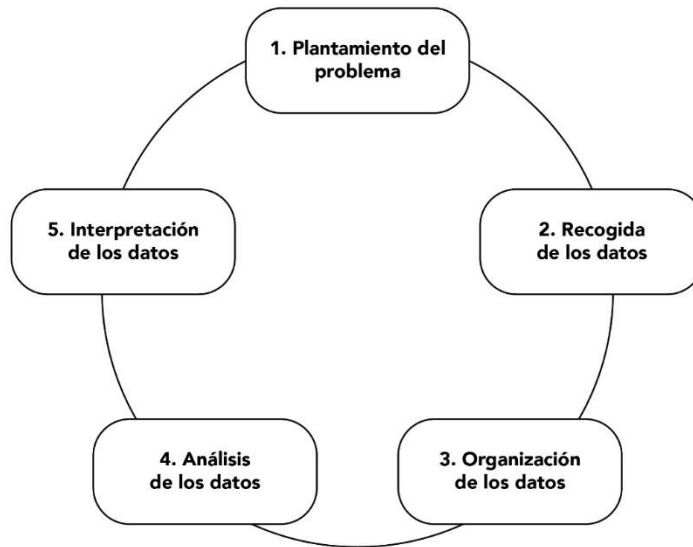 1. Plantamiento del
problema
2. Recogida
de los datos
3. Organización
de los datos
4. Análisis
de los datos
5. Interpretación
de los datos